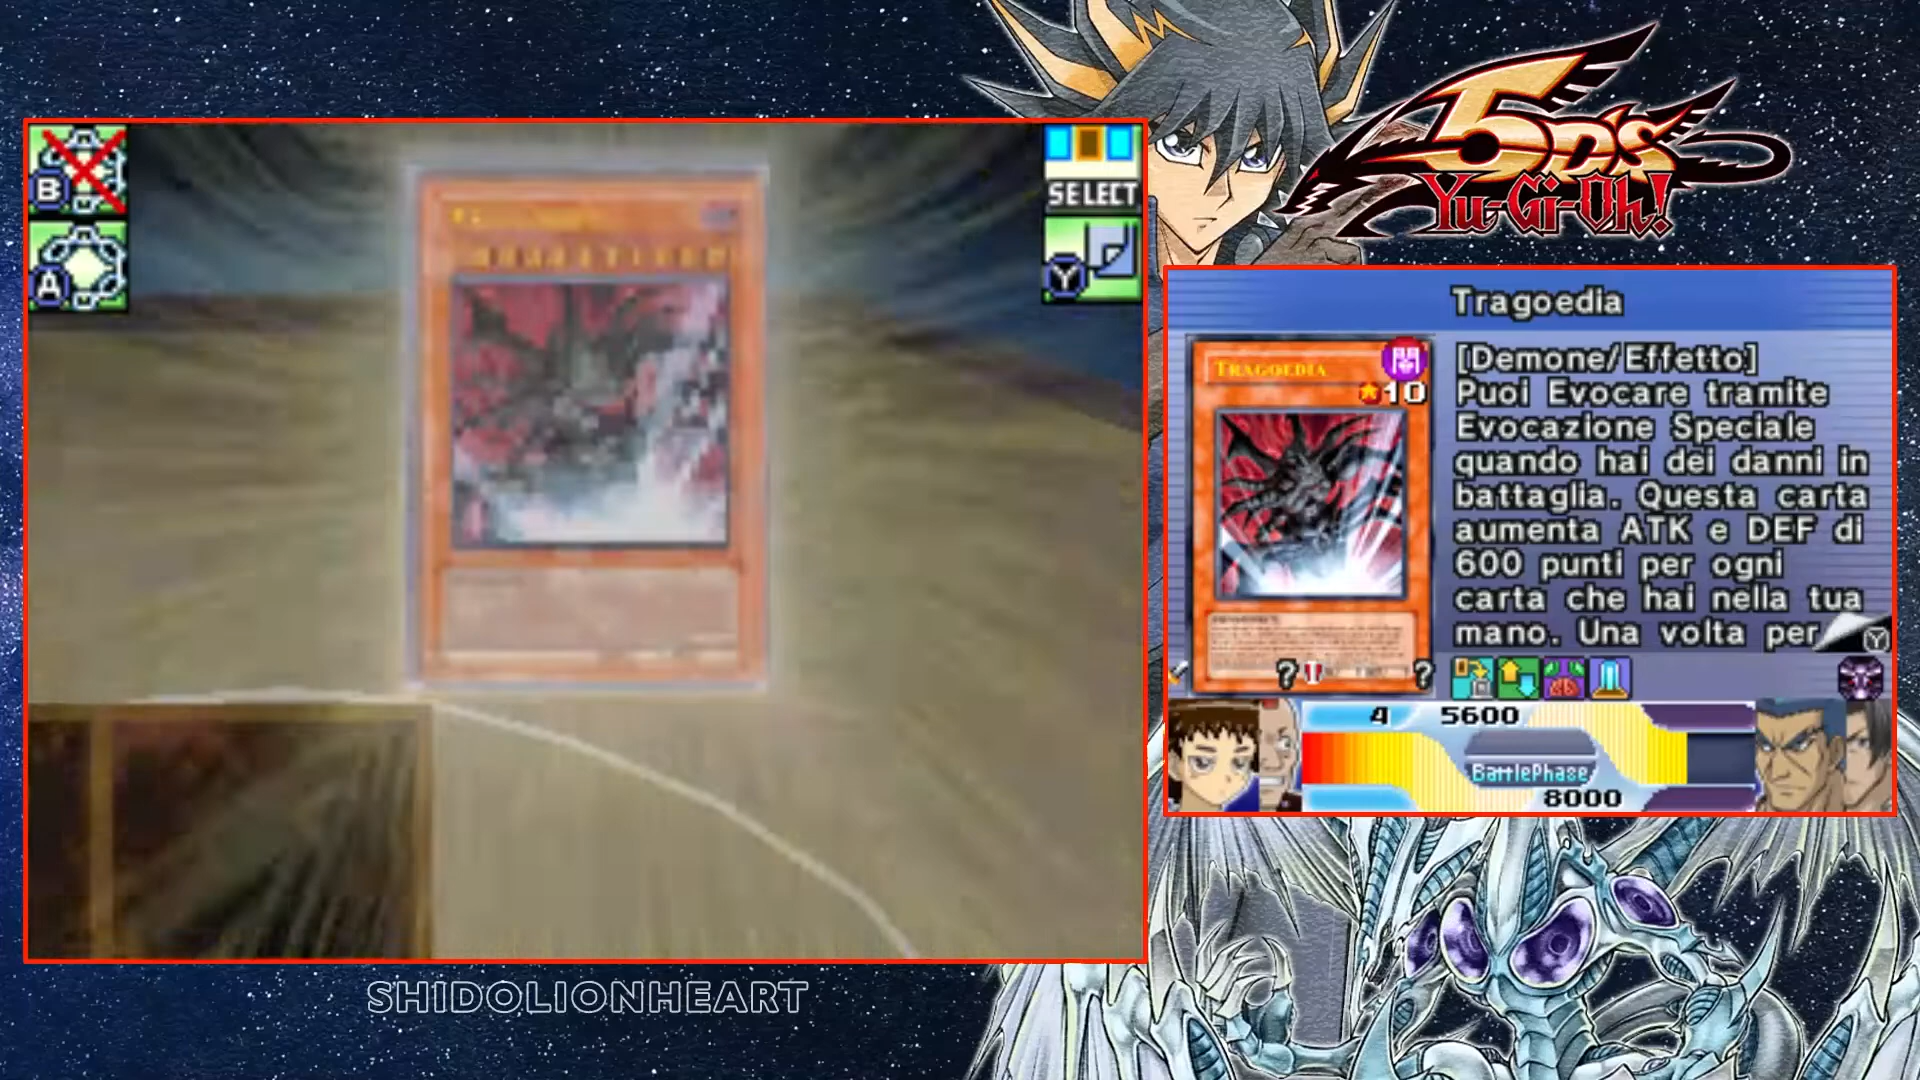 5D's
Yu-Gi-Oh!
B
A
SELECT
Y
Tragoedia
TRAGOEDIA
10
[Demone/Effetto]
Puoi Evocare tramite
Evocazione Speciale
quando hai dei danni in
battaglia. Questa carta
aumenta ATK e DEF di
600 punti per ogni
carta che hai nella tua
mano. Una volta per
Y
? ?
4 5600
BattlePhase
8000
SHIDOLIONHEART